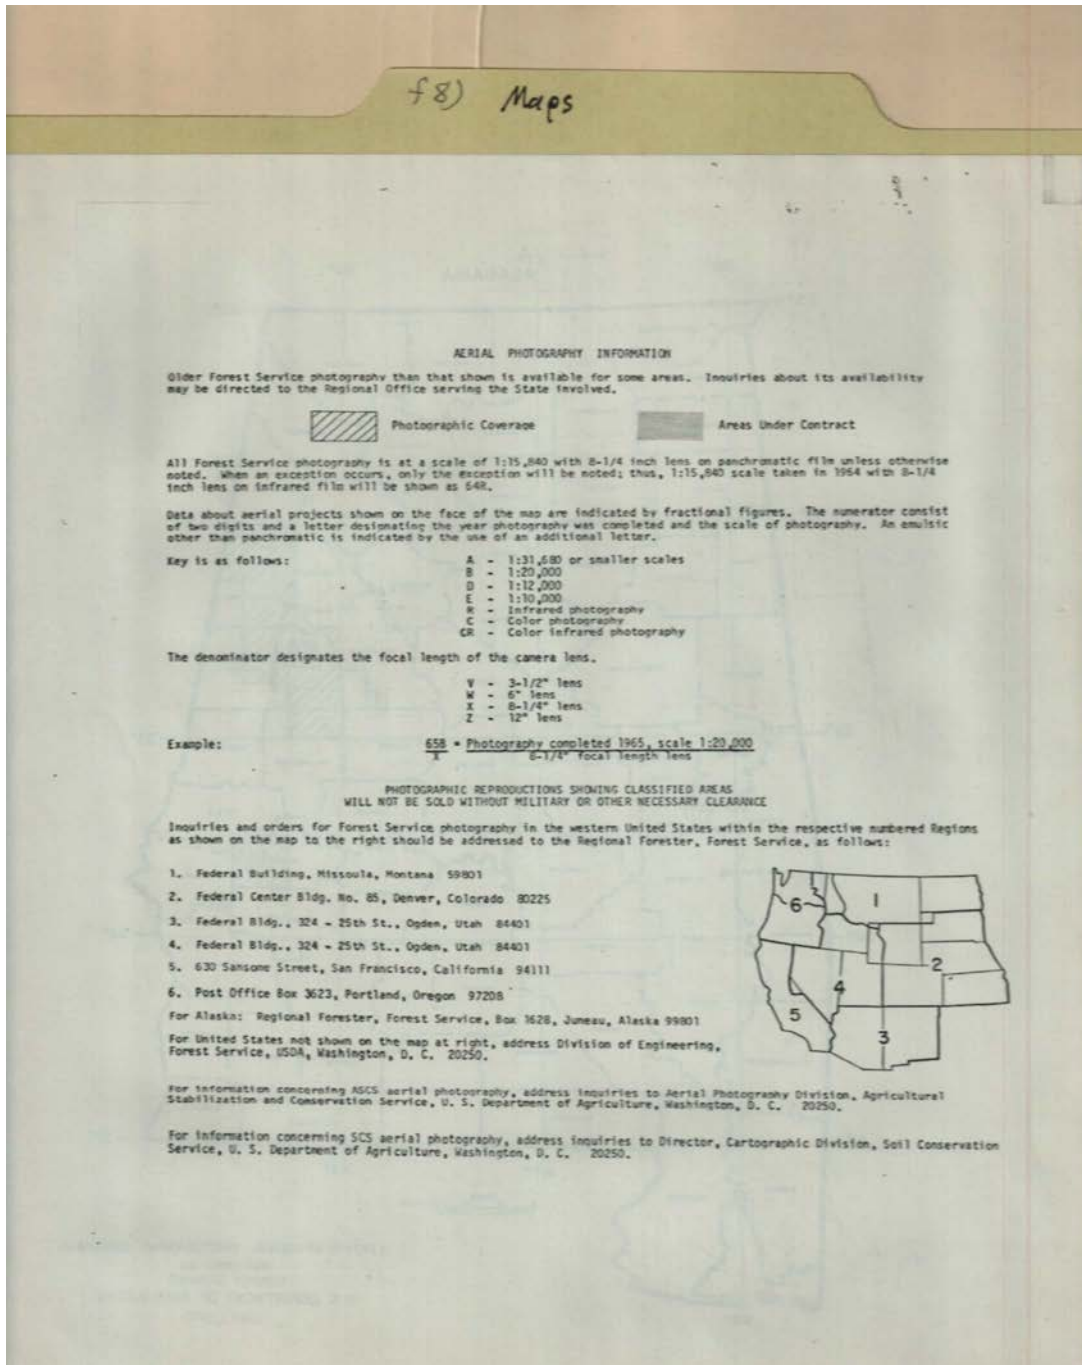 f 8) Maps
AERIAL PHOTOGRAPHY INFORMATION
Older Forest Service photography than that shown is available for some areas. Inquiries about its availability
may be directed to the Regional Office serving the State involved.
Photographic Coverage Areas Under Contract
All Forest Service photography is at a scale of 1:15,840 with 8-1/4 inch lens on panchromatic film unless otherwise
noted. When an exception occurs, only the exception will be noted; thus, 1:15,840 scale taken in 1964 with 8-1/4
inch lens on infrared film will be shown as 64R.
Data about aerial projects shown on the face of the map are indicated by fractional figures. The numerator consist
of two digits and a letter designating the year photography was completed and the scale of photography. An emulsic
other than panchromatic is indicated by the use of an additional letter.
Key is as follows: A - 1:31,680 or smaller scales
B - 1:20,000
D - 1:12,000
E - 1:10,000
R - Infrared photography
C - Color photography
CR - Color infrared photography
The denominator designates the focal length of the camera lens.
V - 3-1/2" lens
W - 6" lens
X - 8-1/4" lens
Z - 12" lens
Example: 65B = Photography completed 1965, scale 1:20,000
X 8-1/4" focal length lens
PHOTOGRAPHIC REPRODUCTIONS SHOWING CLASSIFIED AREAS
WILL NOT BE SOLD WITHOUT MILITARY OR OTHER NECESSARY CLEARANCE
Inquiries and orders for Forest Service photography in the western United States within the respective numbered Regions
as shown on the map to the right should be addressed to the Regional Forester, Forest Service, as follows:
1. Federal Building, Missoula, Montana 59801
2. Federal Center Bldg. No. 85, Denver, Colorado 80225
3. Federal Bldg., 324 - 25th St., Ogden, Utah 84401
4. Federal Bldg., 324 - 25th St., Ogden, Utah 84401
5. 630 Sansome Street, San Francisco, California 94111
6. Post Office Box 3623, Portland, Oregon 97208
For Alaska: Regional Forester, Forest Service, Box 1628, Juneau, Alaska 99801
For United States not shown on the map at right, address Division of Engineering,
Forest Service, USDA, Washington, D. C. 20250.
6
1
2
4
5
3
For information concerning ASCS aerial photography, address inquiries to Aerial Photography Division, Agricultural
Stabilization and Conservation Service, U. S. Department of Agriculture, Washington, D. C. 20250.
For information concerning SCS aerial photography, address inquiries to Director, Cartographic Division, Soil Conservation
Service, U. S. Department of Agriculture, Washington, D. C. 20250.